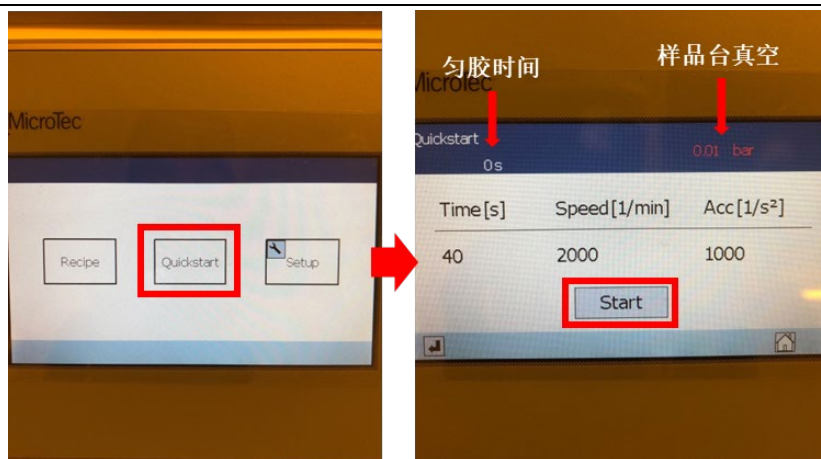 MicroTec
Recipe
Quickstart
Setup
匀胶时间
样品台真空
MicroTec
Quickstart
0s
0.01 bar
Time[s] Speed[1/min] Acc[1/s²]
40 2000 1000
Start